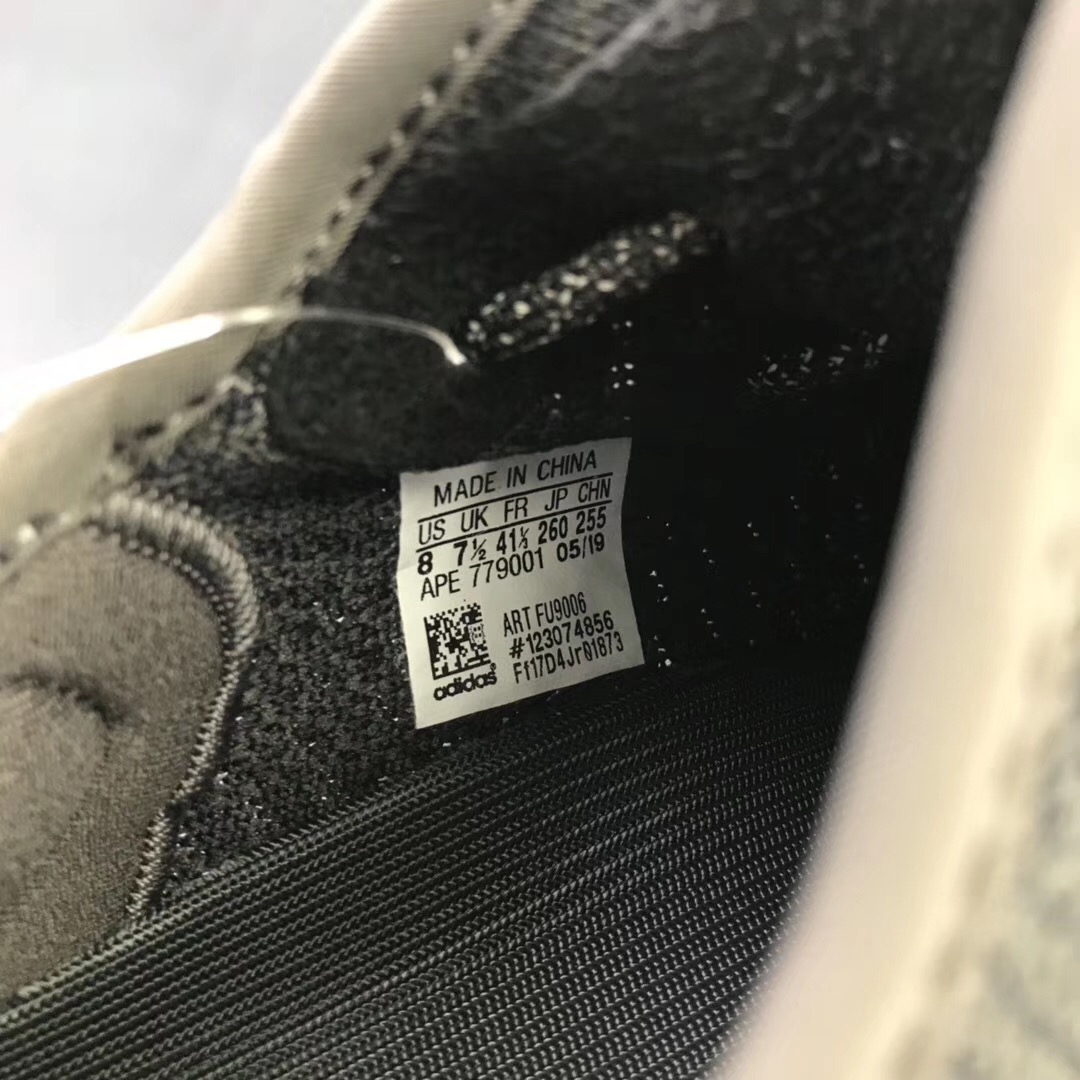 MADE IN CHINA
US UK FR JP CHN
8 7½ 41⅓ 260 255
APE 779001 05/19
ART FU9006
#123074856
Ff17D4Jr01873
adidas